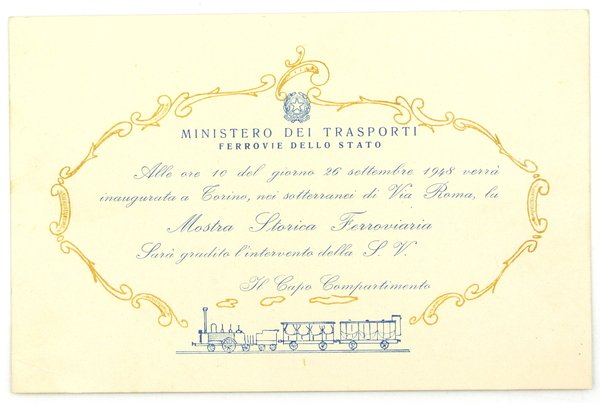 MINISTERO DEI TRASPORTI
FERROVIE DELLO STATO
Alle ore 10 del giorno 26 settembre 1948 verrà
inaugurata a Torino, nei sotterranei di Via Roma, la
Mostra Storica Ferroviaria
Sarà gradito l'intervento della S. V.
Il Capo Compartimento